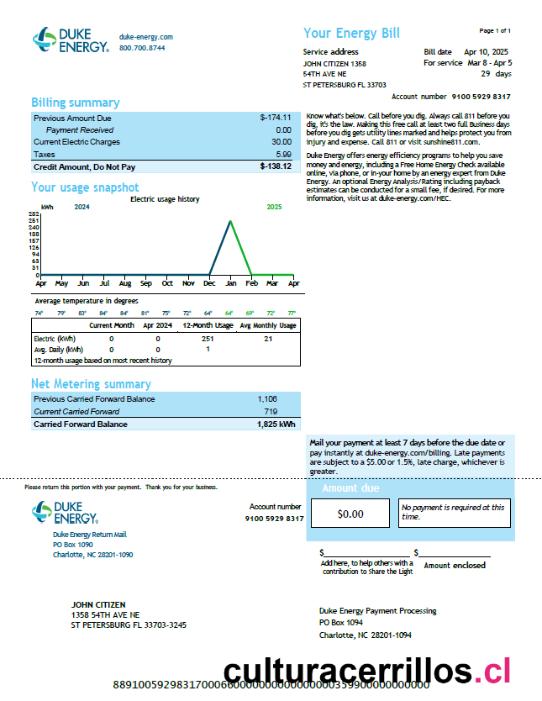 DUKE ENERGY®
duke-energy.com
800.700.8744
Your Energy Bill
Page 1 of 1
Service address
JOHN CITIZEN 1358
54TH AVE NE
ST PETERSBURG FL 33703
Bill date Apr 10, 2025
For service Mar 8 - Apr 5
29 days
Account number 9100 5929 8317
Billing summary
Previous Amount Due $-174.11
Payment Received 0.00
Current Electric Charges 30.00
Taxes 5.99
Credit Amount, Do Not Pay $-138.12
Know what's below. Call before you dig. Always call 811 before you
dig, it's the law. Making this free call at least two full Business days
before you dig gets utility lines marked and helps protect you from
injury and expense. Call 811 or visit sunshine811.com.
Duke Energy offers energy efficiency programs to help you save
money and energy, including a Free Home Energy Check available
online, via phone, or in-your home by an energy expert from Duke
Energy. An optional Energy Analysis/Rating including payback
estimates can be conducted for a small fee, if desired. For more
information, visit us at duke-energy.com/HEC.
Your usage snapshot
Electric usage history
kWh 2024 2025
282
251
240
188
157
126
94
63
31
0
Apr May Jun Jul Aug Sep Oct Nov Dec Jan Feb Mar Apr
Average temperature in degrees
74° 79° 83° 84° 84° 81° 75° 72° 64° 64° 69° 72° 77°
Current Month Apr 2024 12-Month Usage Avg Monthly Usage
Electric (kWh) 0 0 251 21
Avg. Daily (kWh) 0 0 1
12-month usage based on most recent history
Net Metering summary
Previous Carried Forward Balance 1,106
Current Carried Forward 719
Carried Forward Balance 1,825 kWh
Mail your payment at least 7 days before the due date or
pay instantly at duke-energy.com/billing. Late payments
are subject to a $5.00 or 1.5%, late charge, whichever is
greater.
Please return this portion with your payment. Thank you for your business.
Amount due
DUKE ENERGY®
Duke Energy Return Mail
PO Box 1090
Charlotte, NC 28201-1090
Account number
9100 5929 8317
$0.00
No payment is required at this
time.
$ $
Add here, to help others with a
contribution to Share the Light
Amount enclosed
JOHN CITIZEN
1358 54TH AVE NE
ST PETERSBURG FL 33703-3245
Duke Energy Payment Processing
PO Box 1094
Charlotte, NC 28201-1094
culturacerrillos.cl